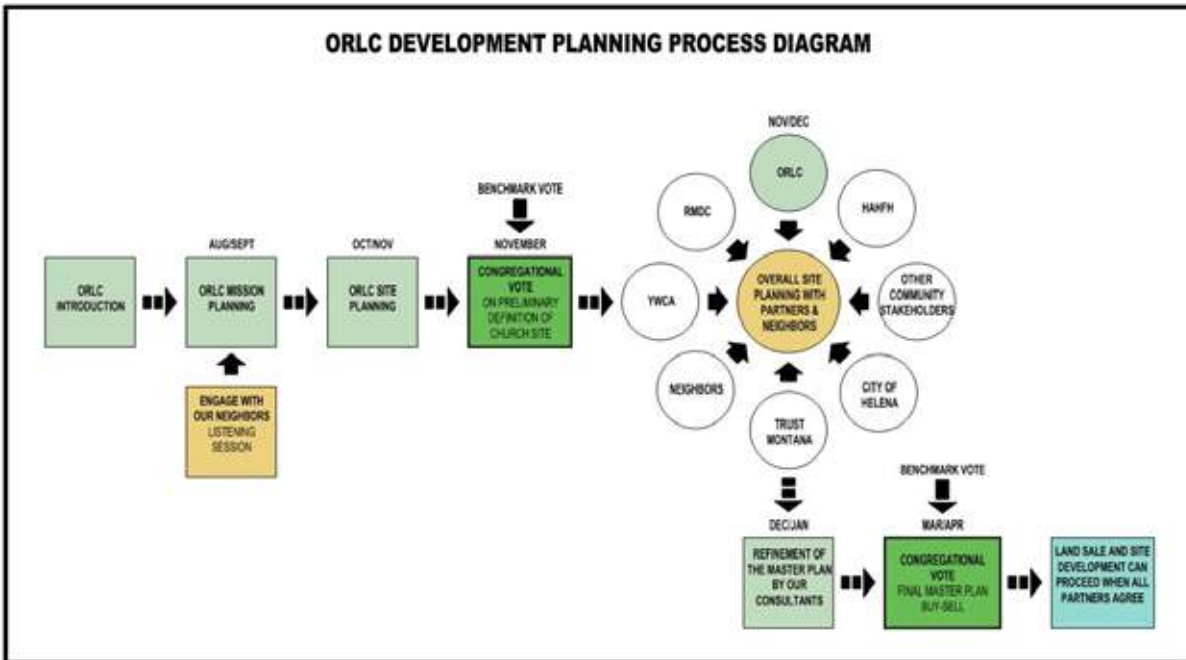 ORLC DEVELOPMENT PLANNING PROCESS DIAGRAM
ORLC
INTRODUCTION
AUG/SEPT
ORLC MISSION
PLANNING
ENGAGE WITH
OUR NEIGHBORS
LISTENING
SESSION
OCT/NOV
ORLC SITE
PLANNING
BENCHMARK VOTE
NOVEMBER
CONGREGATIONAL
VOTE
ON PRELIMINARY
DEFINITION OF
CHURCH SITE
NOV/DEC
ORLC
RMDC
HAHFH
YWCA
OVERALL SITE
PLANNING WITH
PARTNERS &
NEIGHBORS
OTHER
COMMUNITY
STAKEHOLDERS
NEIGHBORS
CITY OF
HELENA
TRUST
MONTANA
DEC/JAN
REFINEMENT OF
THE MASTER PLAN
BY OUR
CONSULTANTS
BENCHMARK VOTE
MAR/APR
CONGREGATIONAL
VOTE
FINAL MASTER PLAN
BUY-SELL
LAND SALE AND SITE
DEVELOPMENT CAN
PROCEED WHEN ALL
PARTNERS AGREE